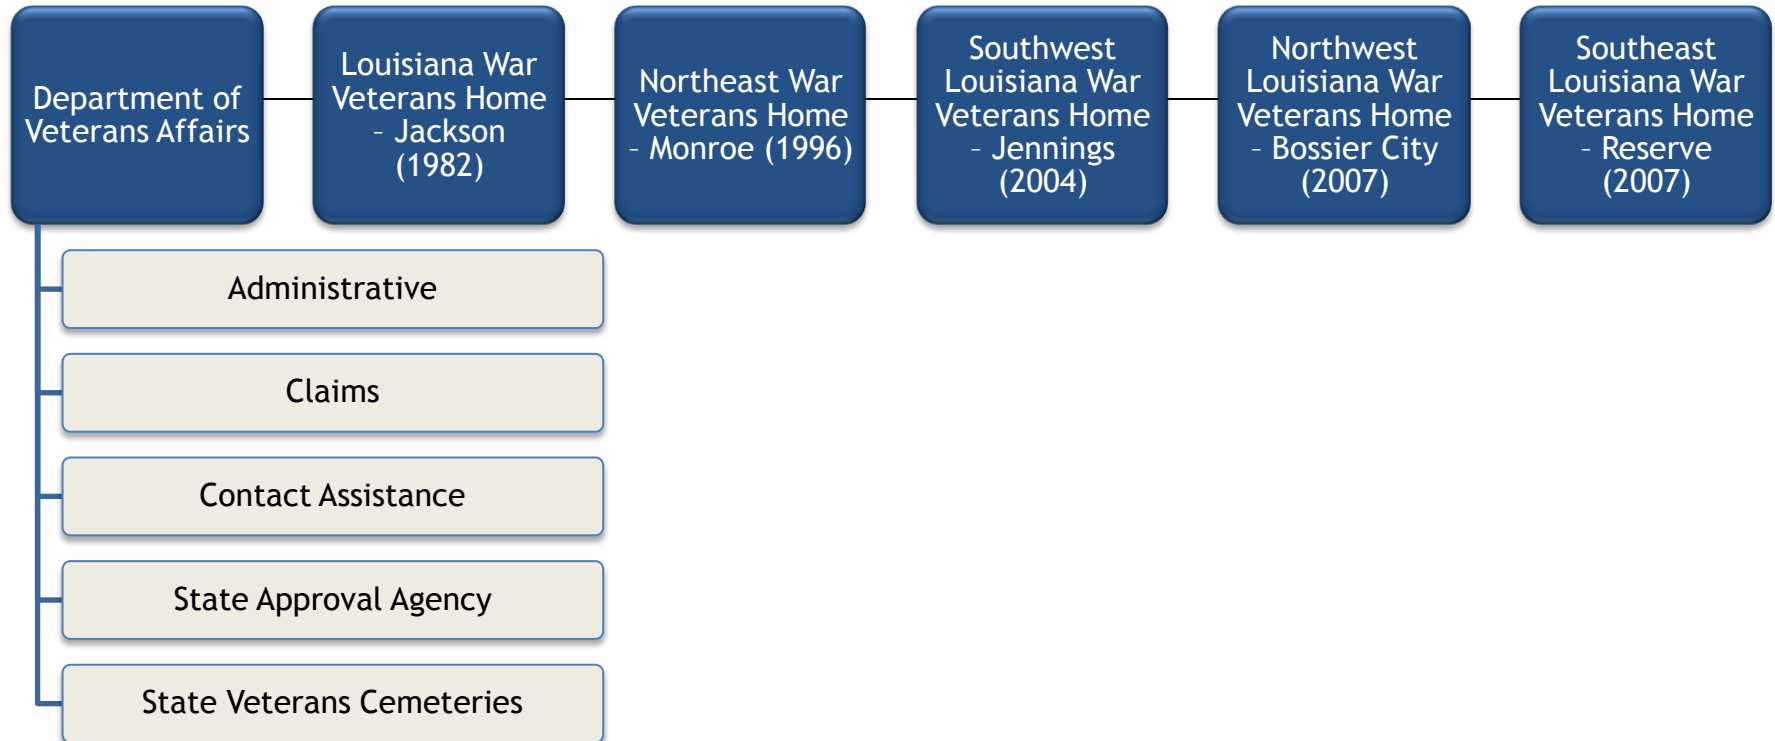 Department of
Veterans Affairs
Louisiana War
Veterans Home
– Jackson
(1982)
Northeast War
Veterans Home
– Monroe (1996)
Southwest
Louisiana War
Veterans Home
– Jennings
(2004)
Northwest
Louisiana War
Veterans Home
– Bossier City
(2007)
Southeast
Louisiana War
Veterans Home
– Reserve
(2007)
Administrative
Claims
Contact Assistance
State Approval Agency
State Veterans Cemeteries